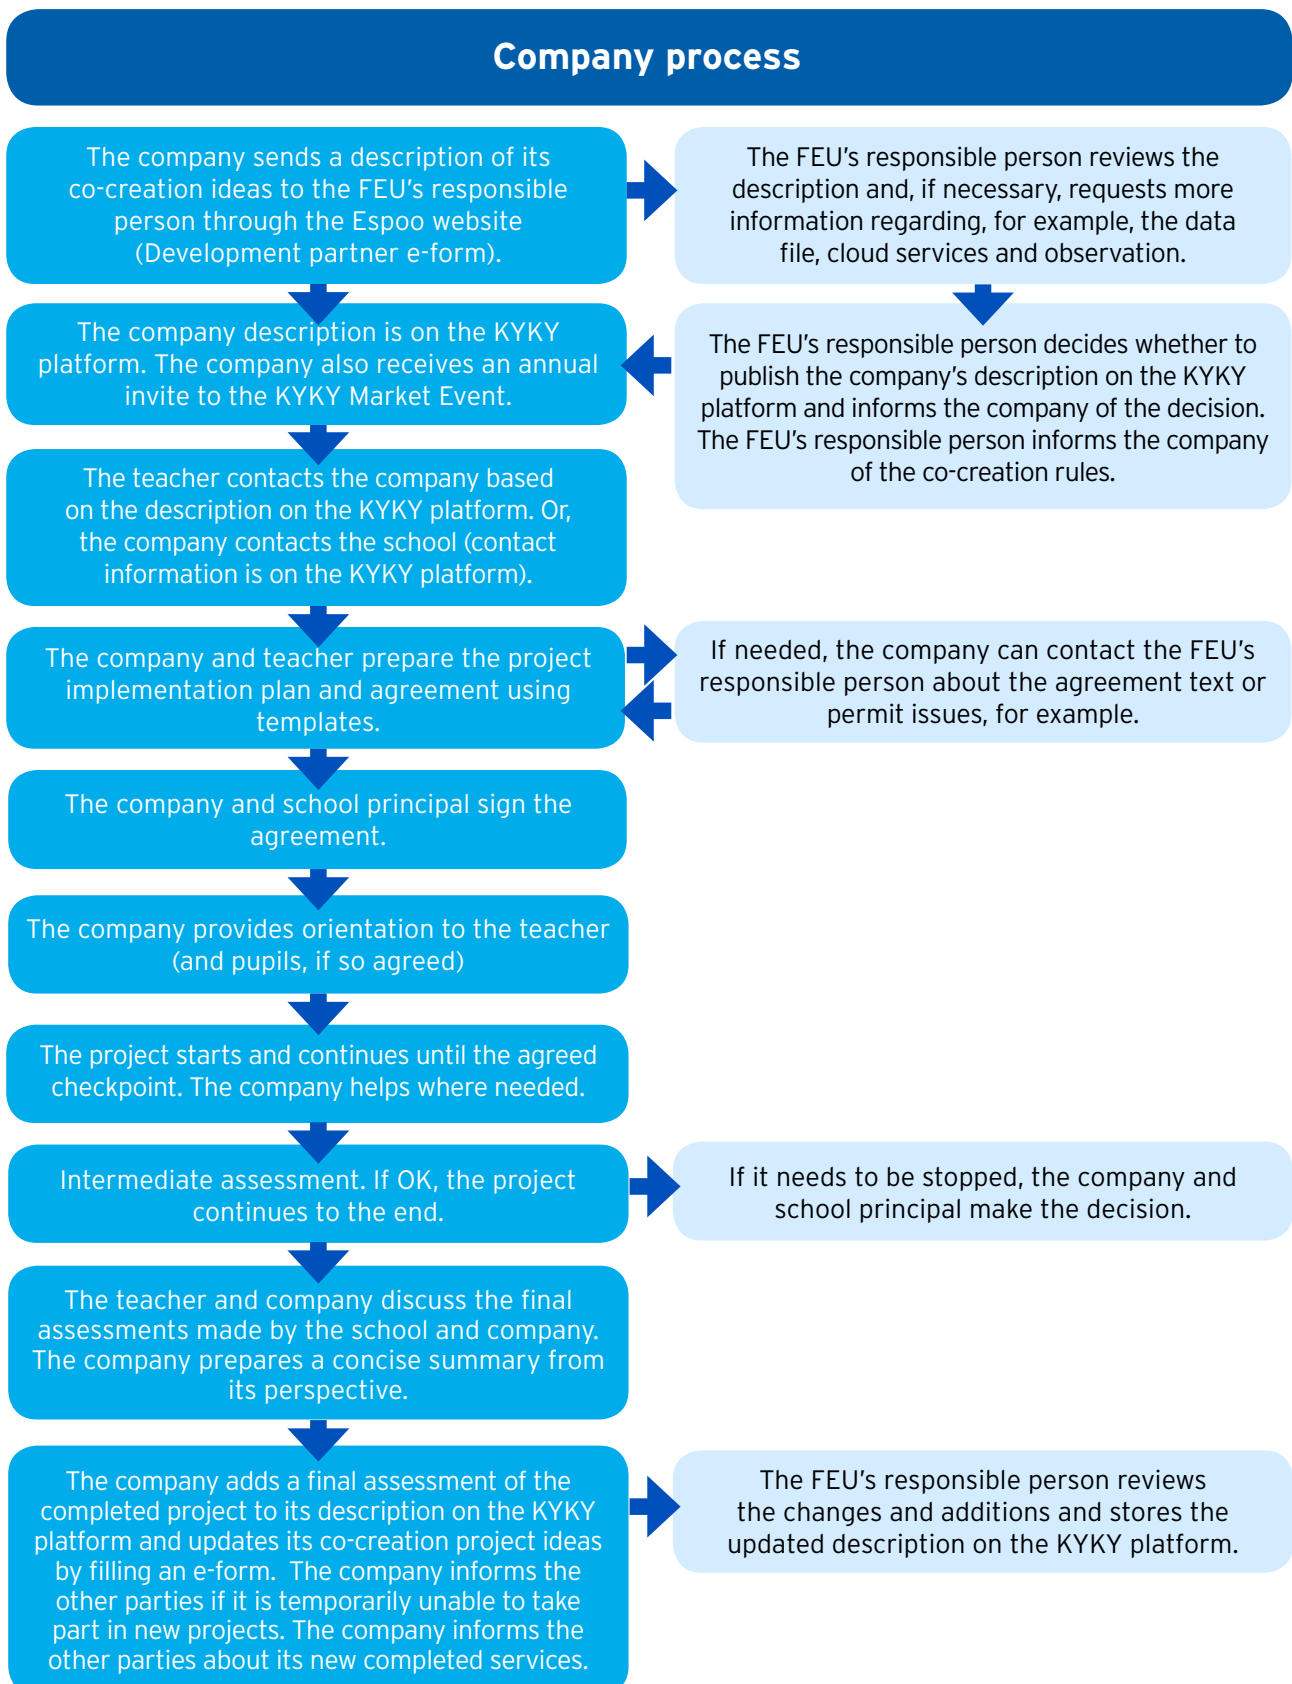 Company process
The company sends a description of its
co-creation ideas to the FEU's responsible
person through the Espoo website
(Development partner e-form).
The FEU's responsible person reviews the
description and, if necessary, requests more
information regarding, for example, the data
file, cloud services and observation.
The company description is on the KYKY
platform. The company also receives an annual
invite to the KYKY Market Event.
The FEU's responsible person decides whether to
publish the company's description on the KYKY
platform and informs the company of the decision.
The FEU's responsible person informs the company
of the co-creation rules.
The teacher contacts the company based
on the description on the KYKY platform. Or,
the company contacts the school (contact
information is on the KYKY platform).
The company and teacher prepare the project
implementation plan and agreement using
templates.
If needed, the company can contact the FEU's
responsible person about the agreement text or
permit issues, for example.
The company and school principal sign the
agreement.
The company provides orientation to the teacher
(and pupils, if so agreed)
The project starts and continues until the agreed
checkpoint. The company helps where needed.
Intermediate assessment. If OK, the project
continues to the end.
If it needs to be stopped, the company and
school principal make the decision.
The teacher and company discuss the final
assessments made by the school and company.
The company prepares a concise summary from
its perspective.
The company adds a final assessment of the
completed project to its description on the KYKY
platform and updates its co-creation project ideas
by filling an e-form.  The company informs the
other parties if it is temporarily unable to take
part in new projects. The company informs the
other parties about its new completed services.
The FEU's responsible person reviews
the changes and additions and stores the
updated description on the KYKY platform.